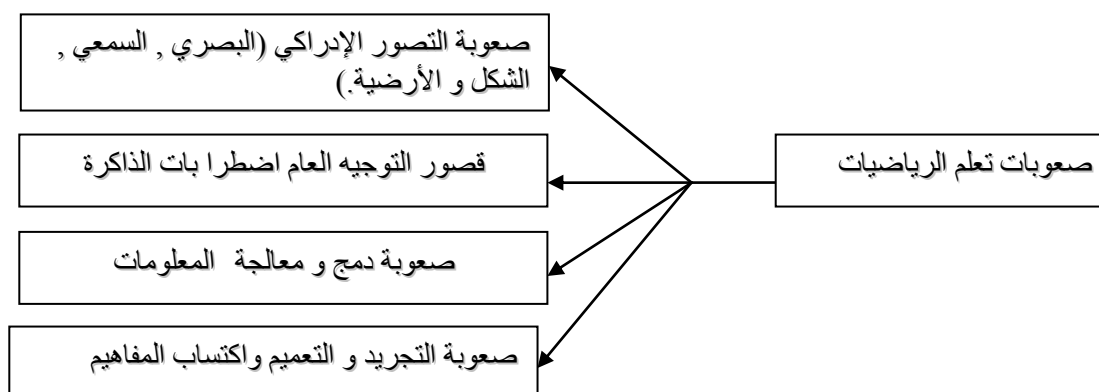 صعوبات تعلم الرياضيات
صعوبة التصور الإدراكي (البصري , السمعي ,
الشكل و الأرضية.)
قصور التوجيه العام اضطرا بات الذاكرة
صعوبة دمج و معالجة المعلومات
صعوبة التجريد و التعميم واكتساب المفاهيم